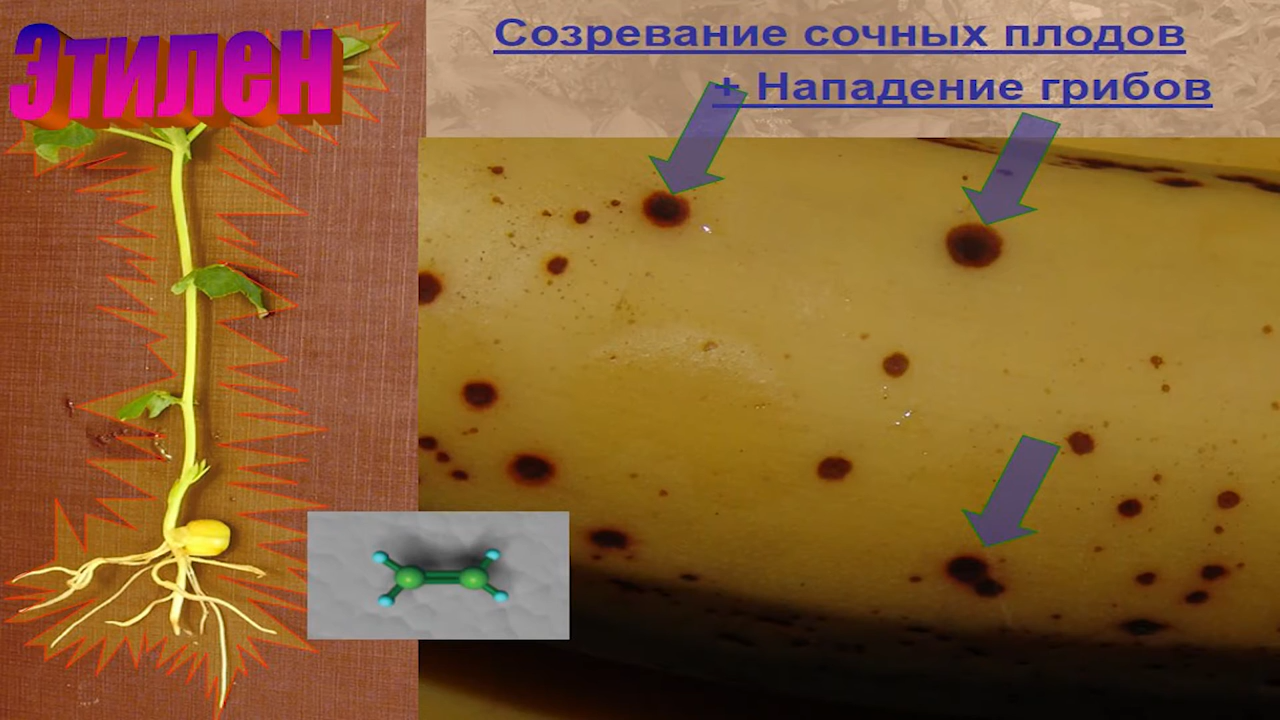 Этилен
Созревание сочных плодов
+ Нападение грибов